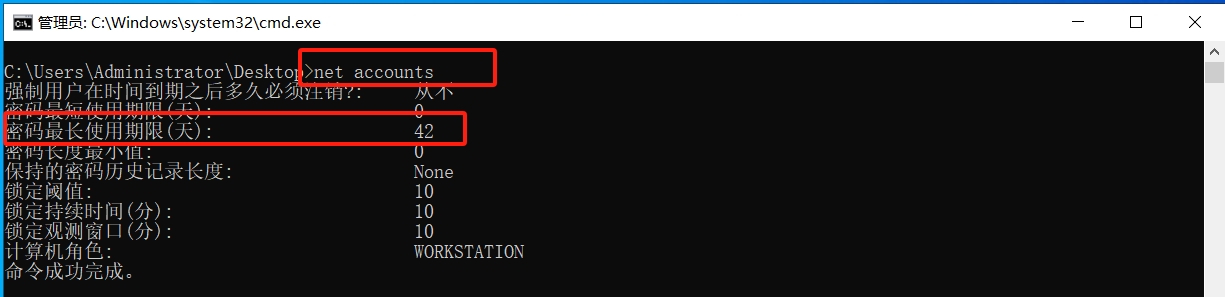 管理员: C:\Windows\system32\cmd.exe
C:\Users\Administrator\Desktop>net accounts
强制用户在时间到期之后多久必须注销?: 从不
密码最短使用期限(天): 0
密码最长使用期限(天): 42
密码长度最小值: 0
保持的密码历史记录长度: None
锁定阈值: 10
锁定持续时间(分): 10
锁定观测窗口(分): 10
计算机角色: WORKSTATION
命令成功完成。